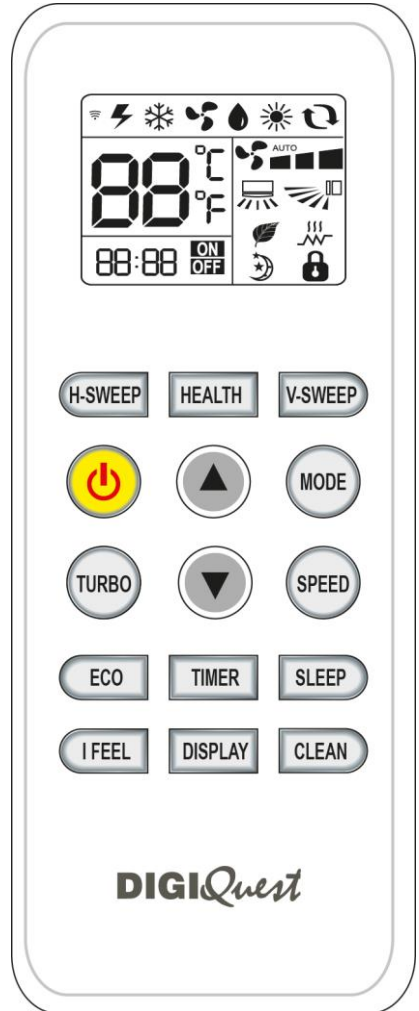 AUTO
88 °C
°F
88:88 ON
OFF
H-SWEEP HEALTH V-SWEEP
MODE
TURBO SPEED
ECO TIMER SLEEP
I FEEL DISPLAY CLEAN
DIGIQuest